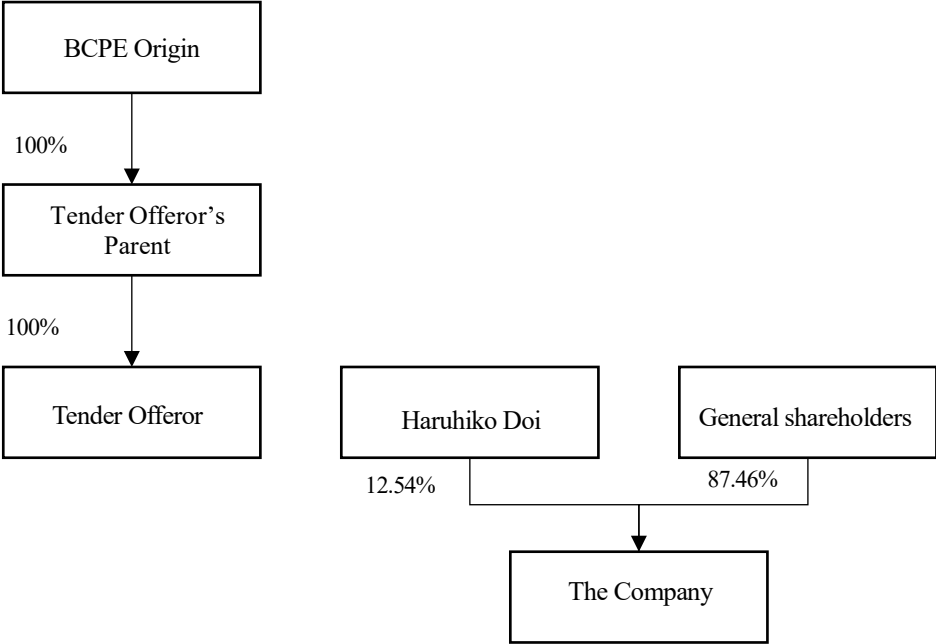 BCPE Origin
100%
Tender Offeror’s
Parent
100%
Tender Offeror
Haruhiko Doi
General shareholders
12.54%
87.46%
The Company